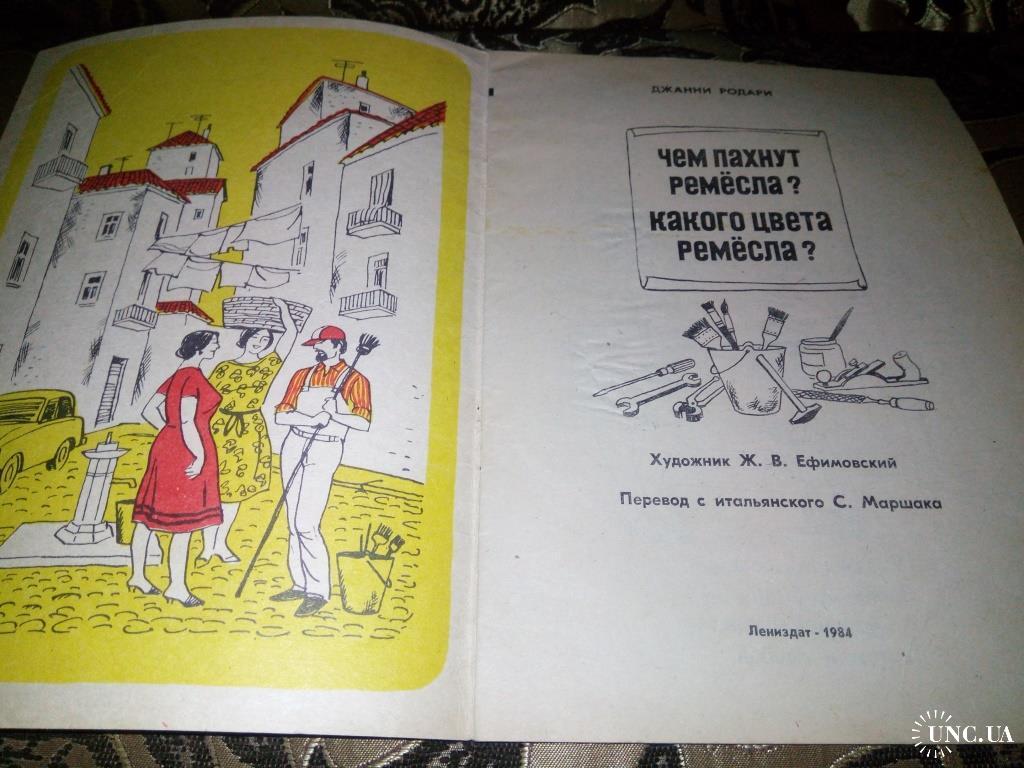 ДЖАННИ РОДАРИ
ЧЕМ ПАХНУТ
РЕМЁСЛА?
КАКОГО ЦВЕТА
РЕМЁСЛА?
Художник Ж. В. Ефимовский
Перевод с итальянского С. Маршака
Лениздат - 1984
UNC.UA